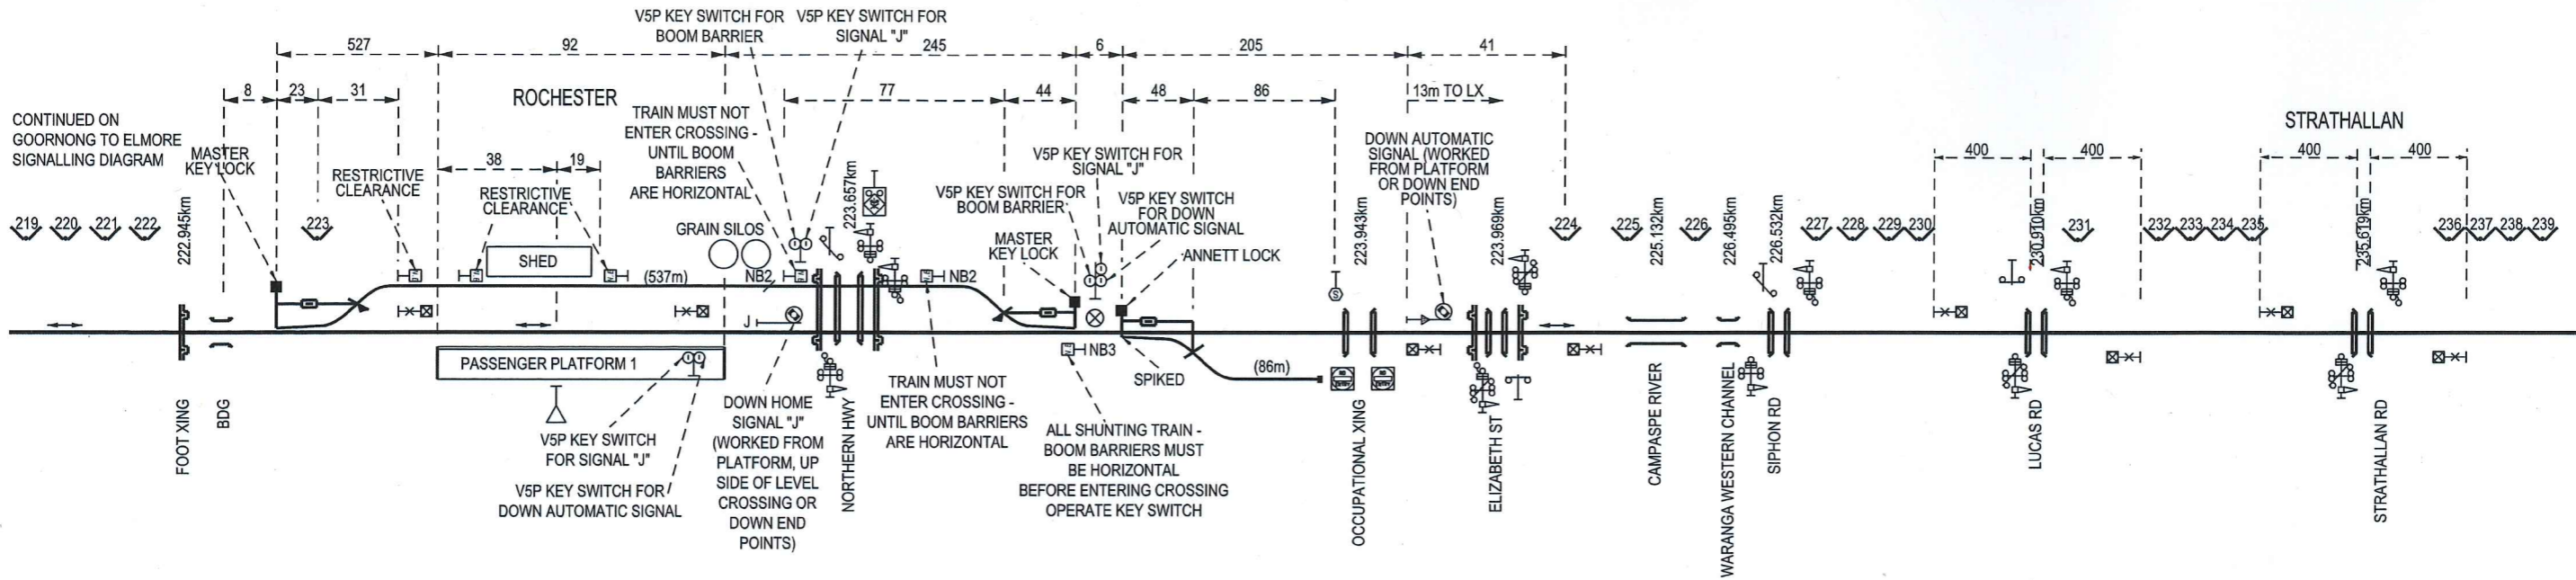 V5P KEY SWITCH FOR
BOOM BARRIER
V5P KEY SWITCH FOR
SIGNAL "J"
527
92
245
6
205
41
8
23
31
77
44
48
86
13m TO LX
ROCHESTER
STRATHALLAN
CONTINUED ON
GOORNONG TO ELMORE
SIGNALLING DIAGRAM
MASTER
KEY LOCK
RESTRICTIVE
CLEARANCE
38
19
RESTRICTIVE
CLEARANCE
TRAIN MUST NOT
ENTER CROSSING -
UNTIL BOOM
BARRIERS
ARE HORIZONTAL
223.657km
V5P KEY SWITCH FOR
SIGNAL "J"
V5P KEY SWITCH FOR
BOOM BARRIER
V5P KEY SWITCH
FOR DOWN
AUTOMATIC SIGNAL
MASTER
KEY LOCK
ANNETT LOCK
DOWN AUTOMATIC
SIGNAL (WORKED
FROM PLATFORM
OR DOWN END
POINTS)
400
400
400
400
219
220
221
222
222.945km
223
GRAIN SILOS
SHED
(537m)
NB2
NB2
223.943km
223.969km
224
225
225.132km
226
226.495km
226.532km
227
228
229
230
230.910km
231
232
233
234
235
235.619km
236
237
238
239
S
J
NB3
PASSENGER PLATFORM 1
SPIKED
(86m)
FOOT XING
BDG
V5P KEY SWITCH
FOR SIGNAL "J"
V5P KEY SWITCH FOR
DOWN AUTOMATIC SIGNAL
DOWN HOME
SIGNAL "J"
(WORKED FROM
PLATFORM, UP
SIDE OF LEVEL
CROSSING OR
DOWN END
POINTS)
NORTHERN HWY
TRAIN MUST NOT
ENTER CROSSING -
UNTIL BOOM BARRIERS
ARE HORIZONTAL
ALL SHUNTING TRAIN -
BOOM BARRIERS MUST
BE HORIZONTAL
BEFORE ENTERING CROSSING
OPERATE KEY SWITCH
OCCUPATIONAL XING
ELIZABETH ST
CAMPASPE RIVER
WARANGA WESTERN CHANNEL
SIPHON RD
LUCAS RD
STRATHALLAN RD